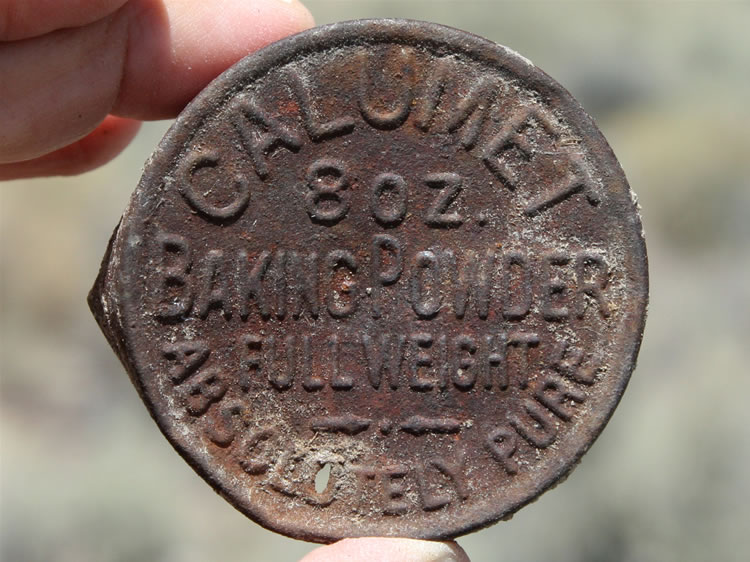 CALUMET
8 OZ.
BAKING POWDER
FULL WEIGHT
ABSOLUTELY PURE